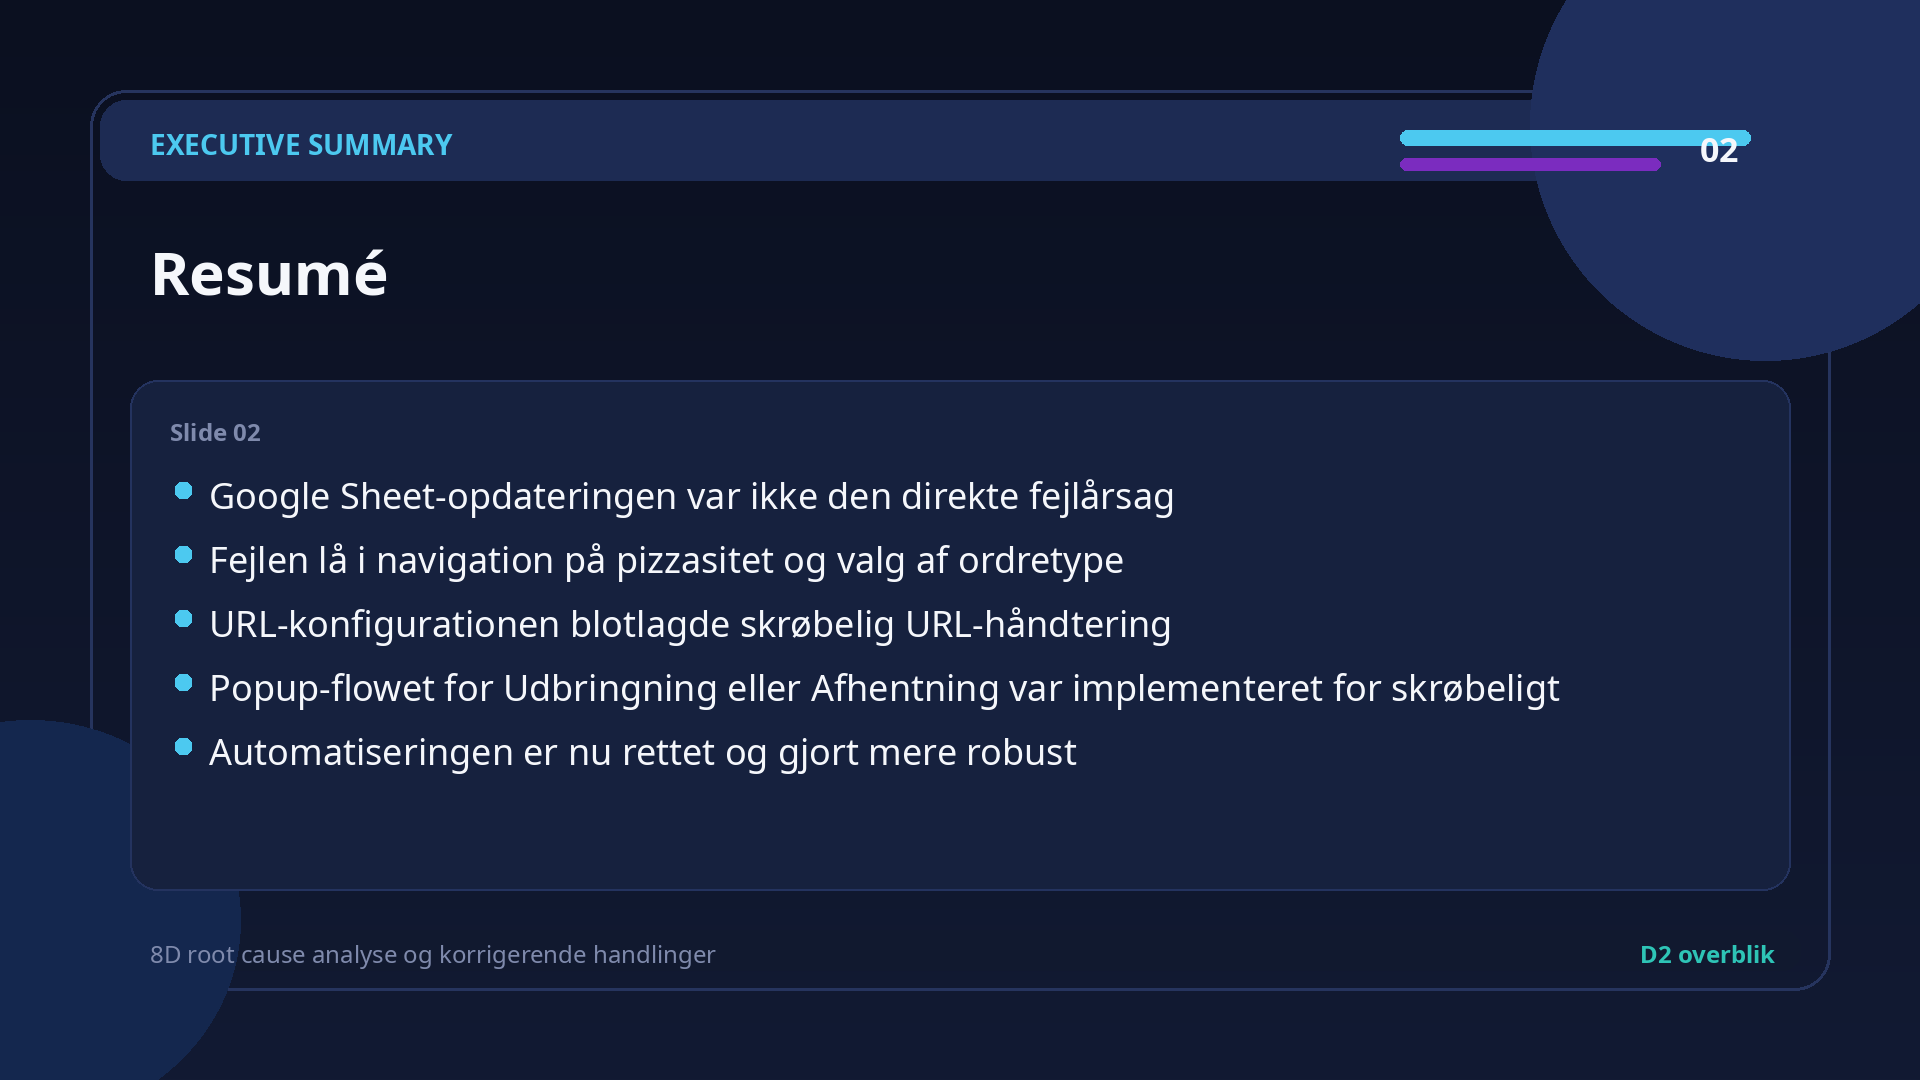 EXECUTIVE SUMMARY
02
Resumé
Slide 02
Google Sheet-opdateringen var ikke den direkte fejlårsag
Fejlen lå i navigation på pizzasitet og valg af ordretype
URL-konfigurationen blotlagde skrøbelig URL-håndtering
Popup-flowet for Udbringning eller Afhentning var implementeret for skrøbeligt
Automatiseringen er nu rettet og gjort mere robust
8D root cause analyse og korrigerende handlinger
D2 overblik